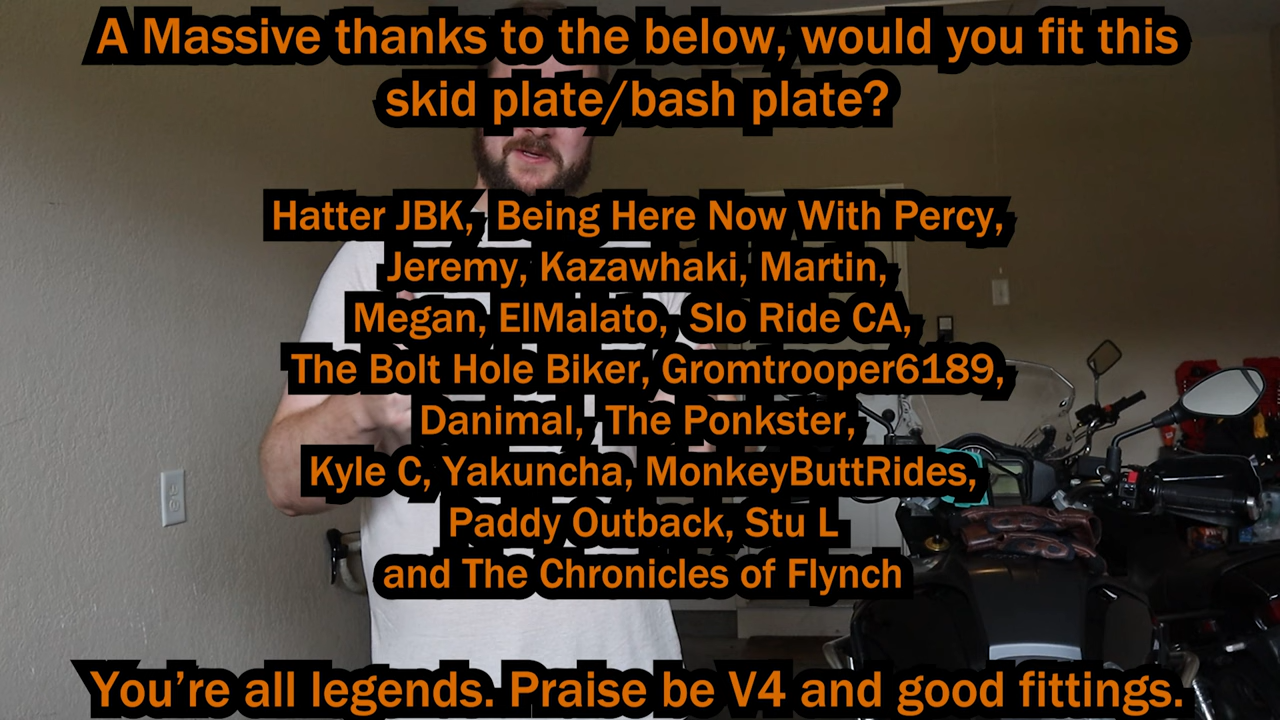 A Massive thanks to the below, would you fit this
skid plate/bash plate?
Hatter JBK, Being Here Now With Percy,
Jeremy, Kazawhaki, Martin,
Megan, ElMalato, Slo Ride CA,
The Bolt Hole Biker, Gromtrooper6189,
Danimal, The Ponkster,
Kyle C, Yakuncha, MonkeyButtRides,
Paddy Outback, Stu L
and The Chronicles of Flynch
You're all legends. Praise be V4 and good fittings.